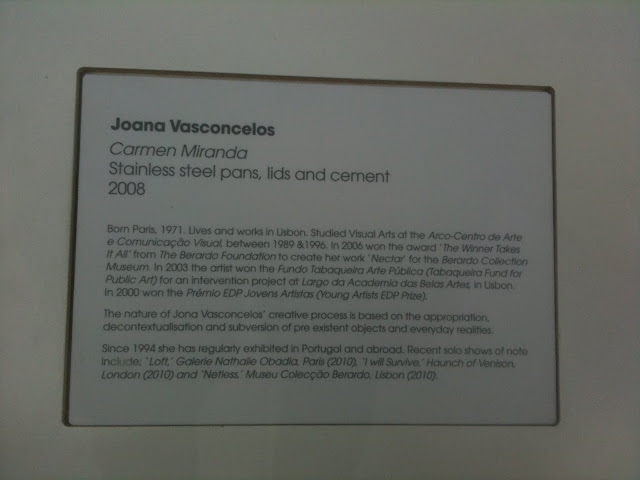 Joana Vasconcelos
Carmen Miranda
Stainless steel pans, lids and cement
2008
Born Paris, 1971. Lives and works in Lisbon. Studied Visual Arts at the Arco-Centro de Arte
e Comunicação Visual, between 1989 &1996. In 2006 won the award 'The Winner Takes
It All' from The Berardo Foundation to create her work 'Nectar' for the Berardo Collection
Museum. In 2003 the artist won the Fundo Tabaqueira Arte Pública (Tabaqueira Fund for
Public Art) for an intervention project at Largo da Academia das Belas Artes, in Lisbon.
In 2000 won the Prémio EDP Jovens Artistas (Young Artists EDP Prize).
The nature of Jona Vasconcelos' creative process is based on the appropriation,
decontextualisation and subversion of pre existent objects and everyday realities.
Since 1994 she has regularly exhibited in Portugal and abroad. Recent solo shows of note
include; 'Loft,' Galerie Nathalie Obadia, Paris (2010), 'I will Survive,' Haunch of Venison,
London (2010) and 'Netless.' Museu Colecção Berardo, Lisbon (2010).